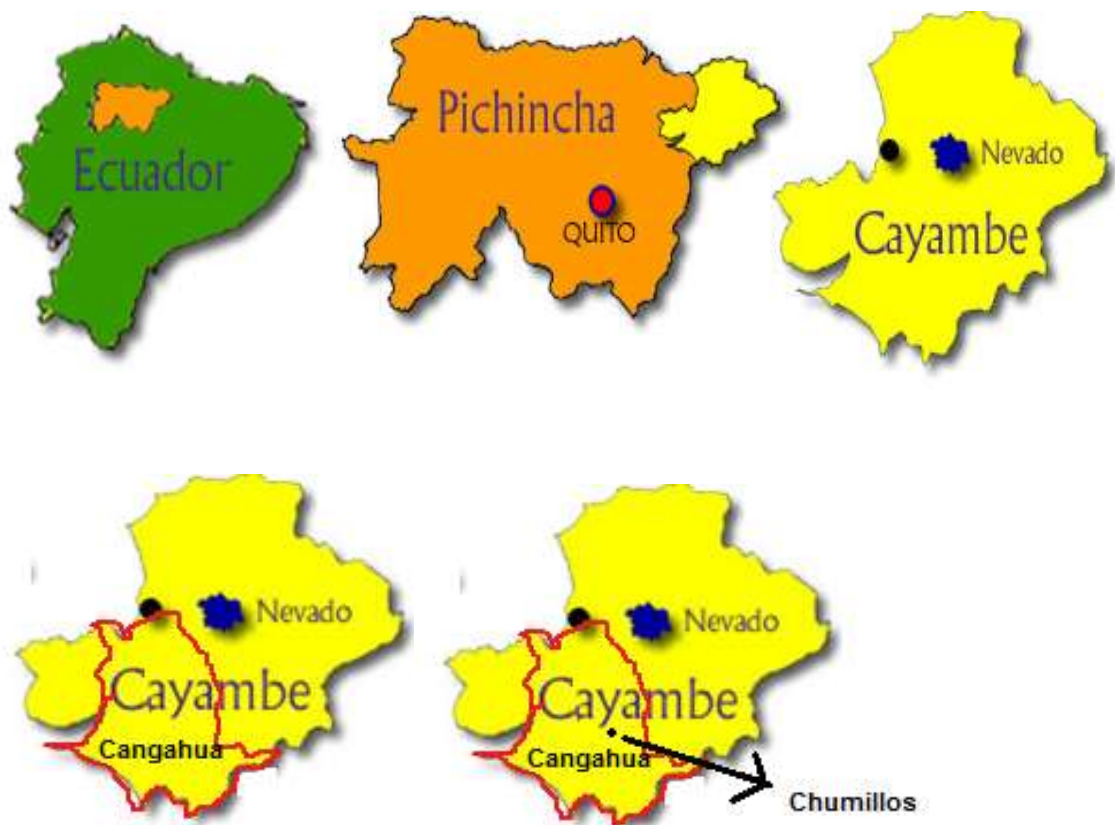 Ecuador
Pichincha
QUITO
Nevado
Cayambe
Nevado
Cayambe
Cangahua
Nevado
Cayambe
Cangahua
Chumillos